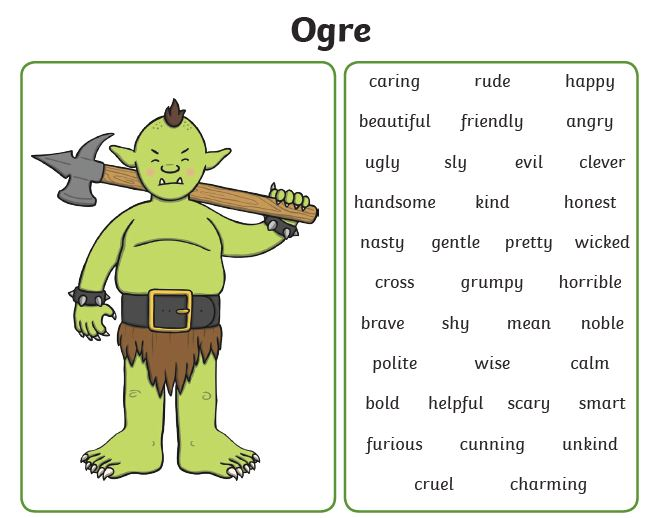 Ogre
caring rude happy
beautiful friendly angry
ugly sly evil clever
handsome kind honest
nasty gentle pretty wicked
cross grumpy horrible
brave shy mean noble
polite wise calm
bold helpful scary smart
furious cunning unkind
cruel charming